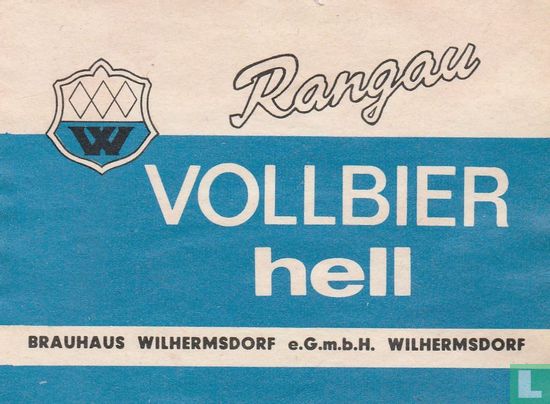 Rangau
W
VOLLBIER
hell
BRAUHAUS WILHERMSDORF e.G.m.b.H. WILHERMSDORF
L